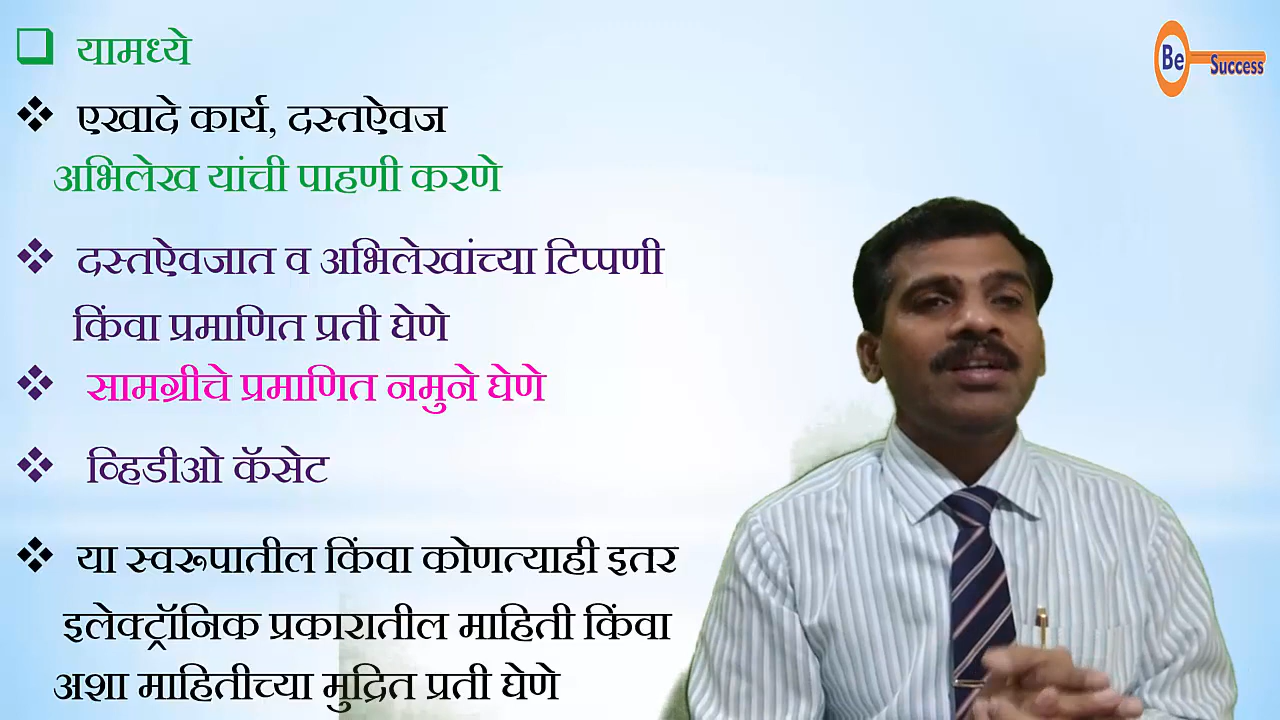 यामध्ये
एखादे कार्य, दस्तऐवज
अभिलेख यांची पाहणी करणे
दस्तऐवजात व अभिलेखांच्या टिप्पणी
किंवा प्रमाणित प्रती घेणे
सामग्रीचे प्रमाणित नमुने घेणे
व्हिडीओ कॅसेट
या स्वरूपातील किंवा कोणत्याही इतर
इलेक्ट्रॉनिक प्रकारातील माहिती किंवा
अशा माहितीच्या मुद्रित प्रती घेणे
Be Success